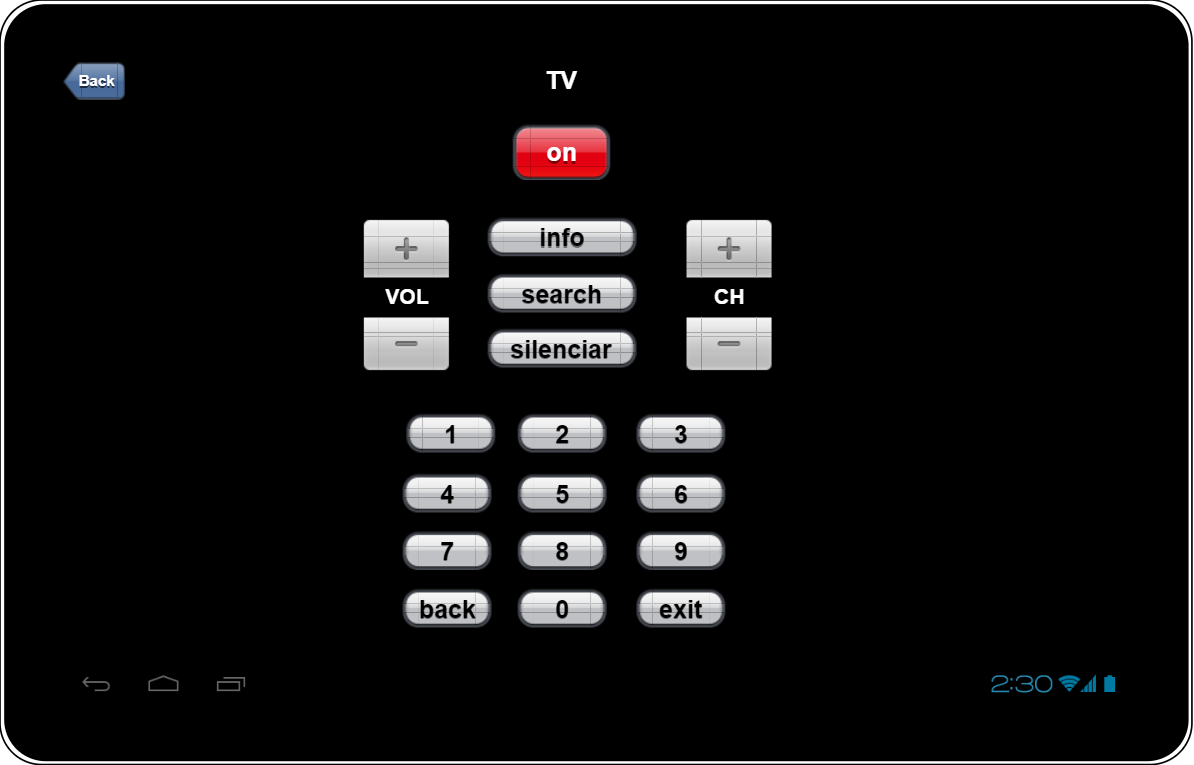 Back
TV
on
+ info +
VOL search CH
- silenciar -
1 2 3
4 5 6
7 8 9
back 0 exit
2:30